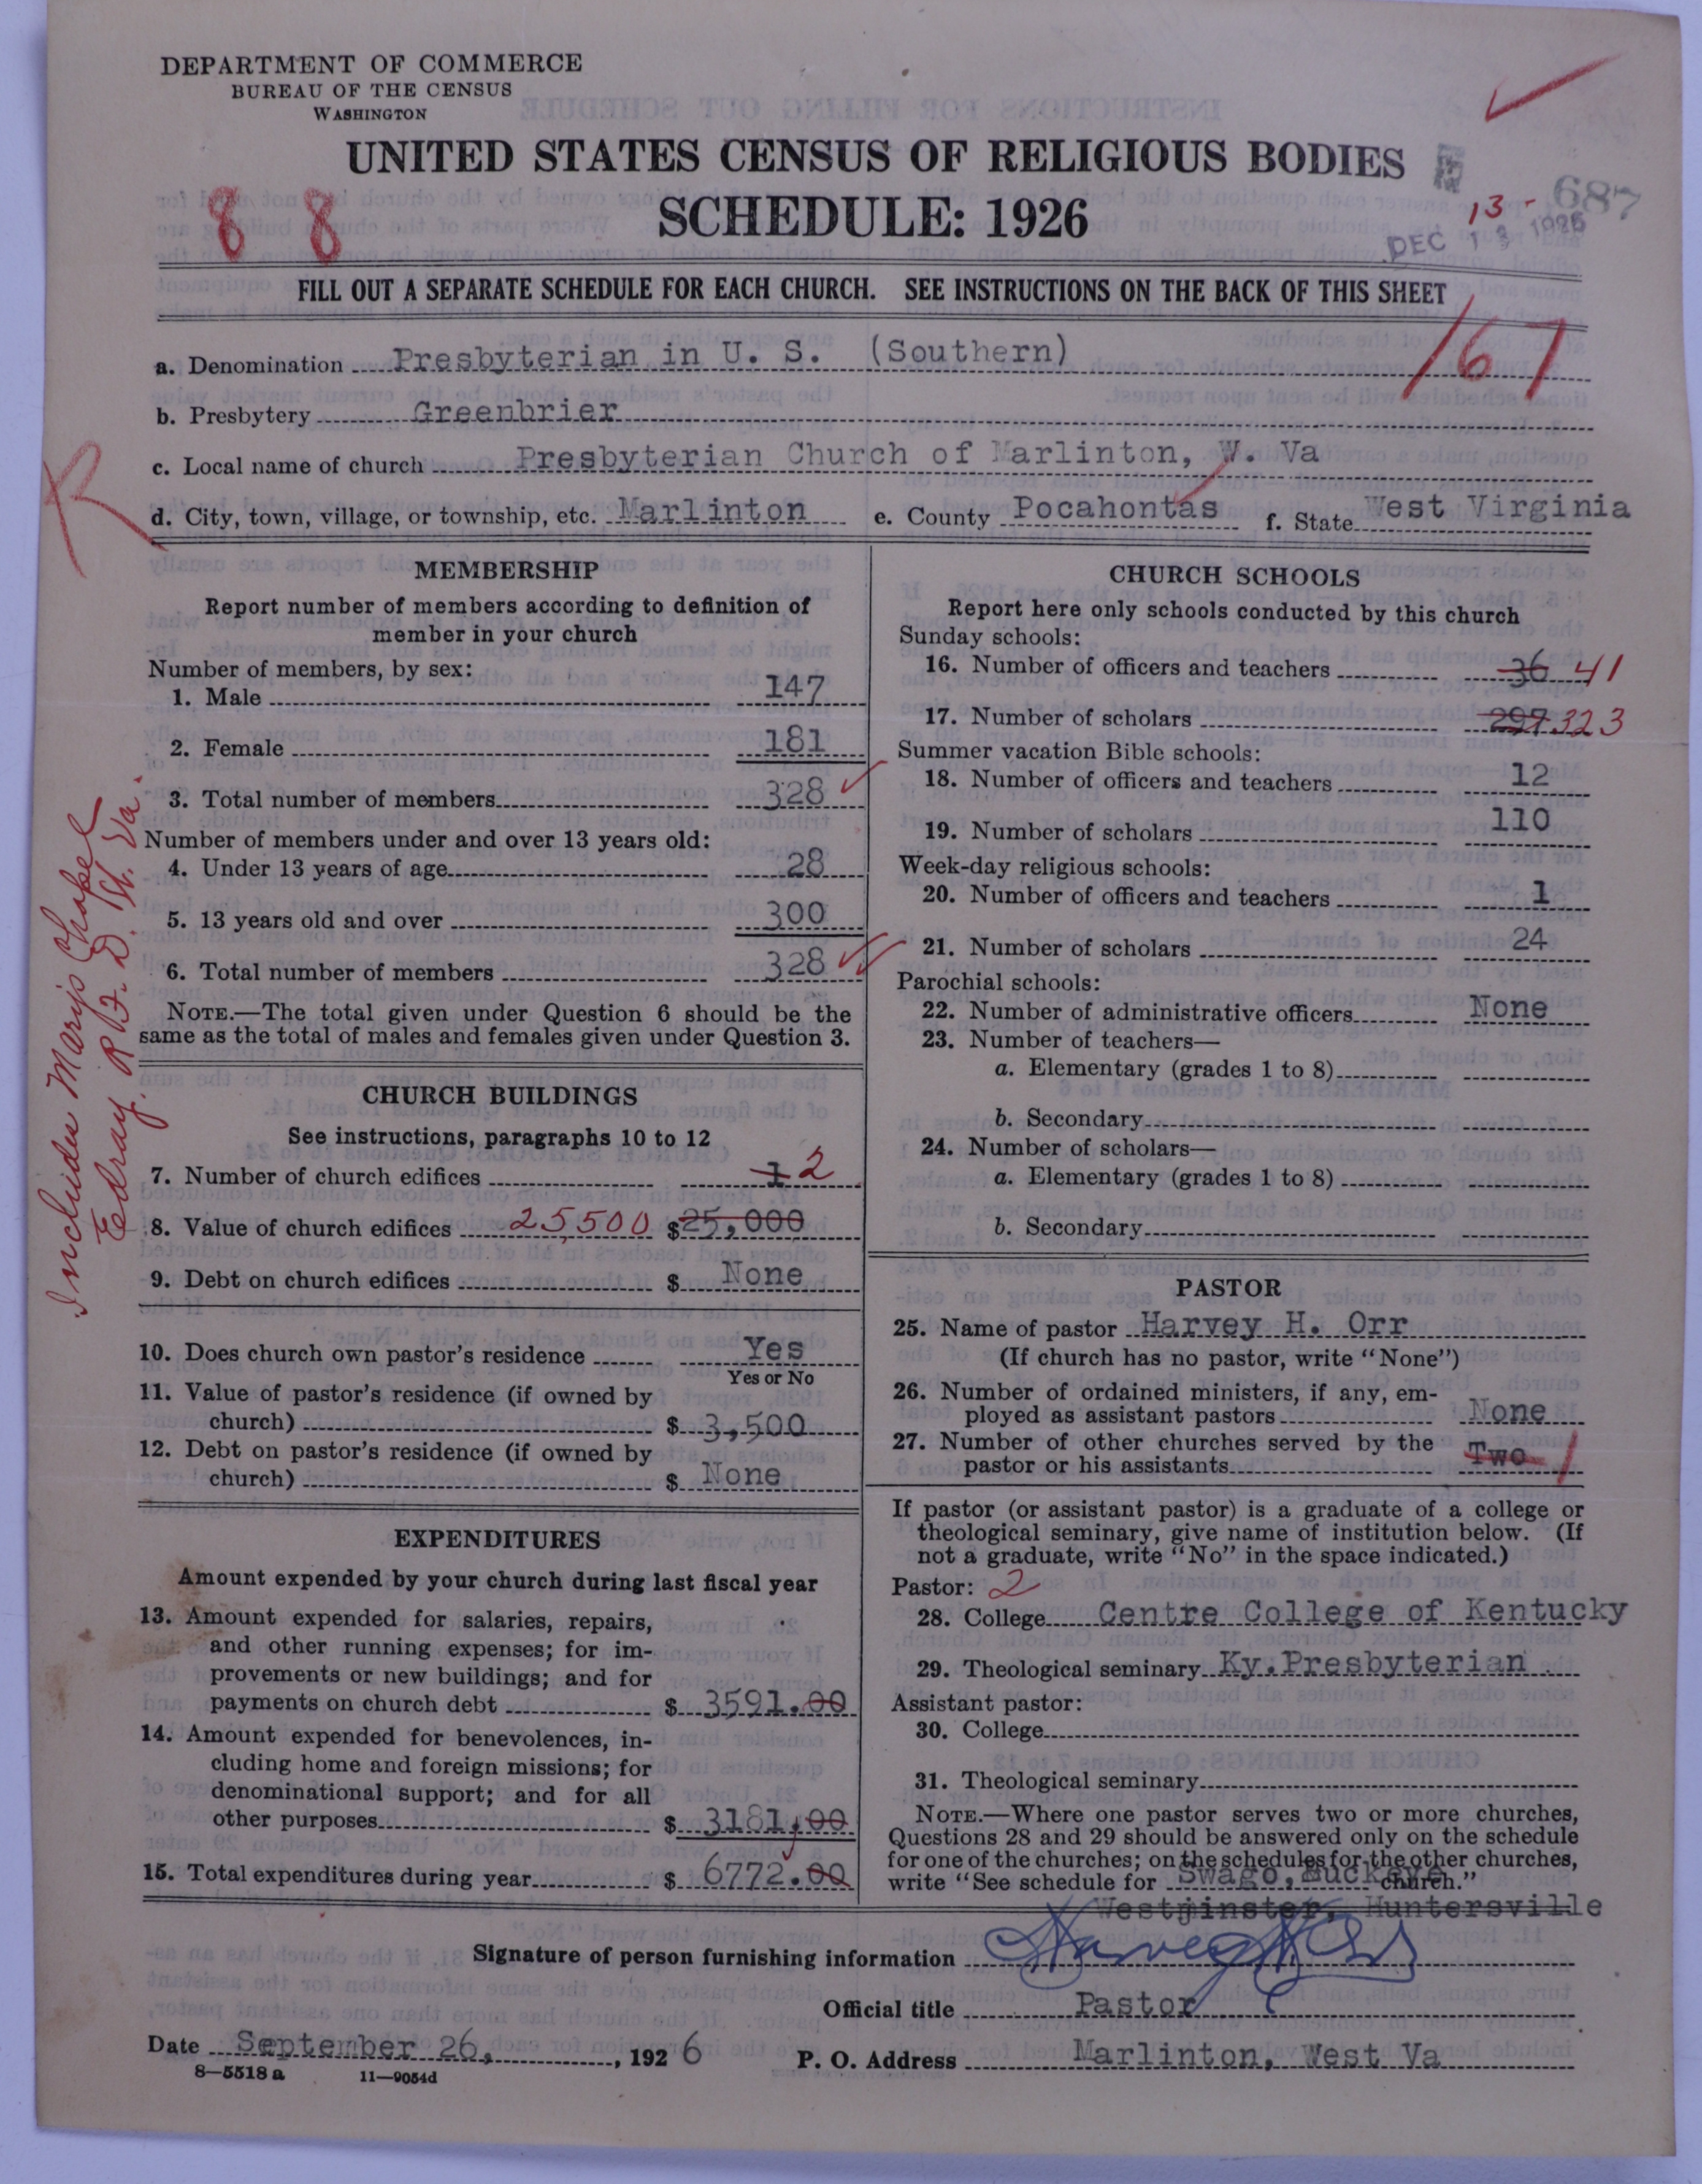 DEPARTMENT OF COMMERCE
BUREAU OF THE CENSUS
WASHINGTON
UNITED STATES CENSUS OF RELIGIOUS BODIES
SCHEDULE: 1926
8 8
13-
687
DEC 13 1926
FILL OUT A SEPARATE SCHEDULE FOR EACH CHURCH. SEE INSTRUCTIONS ON THE BACK OF THIS SHEET
167
a. Denomination Presbyterian in U. S. (Southern)
b. Presbytery Greenbrier
c. Local name of church Presbyterian Church of Marlinton, W. Va
d. City, town, village, or township, etc. Marlinton e. County Pocahontas f. State West Virginia
Includes Mary's Chapel
Edray. R.F.D. W. Va.
MEMBERSHIP
Report number of members according to definition of
member in your church
Number of members, by sex:
1. Male 147
2. Female 181
3. Total number of members 328
Number of members under and over 13 years old:
4. Under 13 years of age 28
5. 13 years old and over 300
6. Total number of members 328
NOTE.—The total given under Question 6 should be the
same as the total of males and females given under Question 3.
CHURCH BUILDINGS
See instructions, paragraphs 10 to 12
7. Number of church edifices 1 2
8. Value of church edifices 25,500 $25,000
9. Debt on church edifices $ None
10. Does church own pastor's residence Yes
Yes or No
11. Value of pastor's residence (if owned by
church) $ 3,500
12. Debt on pastor's residence (if owned by
church) $ None
EXPENDITURES
Amount expended by your church during last fiscal year
13. Amount expended for salaries, repairs,
and other running expenses; for im-
provements or new buildings; and for
payments on church debt $ 3591.00
14. Amount expended for benevolences, in-
cluding home and foreign missions; for
denominational support; and for all
other purposes $ 3181,00
15. Total expenditures during year $ 6772.00
CHURCH SCHOOLS
Report here only schools conducted by this church
Sunday schools:
16. Number of officers and teachers 36 41
17. Number of scholars 297 323
Summer vacation Bible schools:
18. Number of officers and teachers 12
19. Number of scholars 110
Week-day religious schools:
20. Number of officers and teachers 1
21. Number of scholars 24
Parochial schools:
22. Number of administrative officers None
23. Number of teachers—
a. Elementary (grades 1 to 8)
b. Secondary
24. Number of scholars—
a. Elementary (grades 1 to 8)
b. Secondary
PASTOR
25. Name of pastor Harvey H. Orr
(If church has no pastor, write "None")
26. Number of ordained ministers, if any, em-
ployed as assistant pastors None
27. Number of other churches served by the
pastor or his assistants Two 1
If pastor (or assistant pastor) is a graduate of a college or
theological seminary, give name of institution below. (If
not a graduate, write "No" in the space indicated.)
Pastor: 2
28. College Centre College of Kentucky
29. Theological seminary Ky. Presbyterian
Assistant pastor:
30. College
31. Theological seminary
NOTE.—Where one pastor serves two or more churches,
Questions 28 and 29 should be answered only on the schedule
for one of the churches; on the schedules for the other churches,
write "See schedule for Swago, Buckeye church."
Westminster, Huntersville
Signature of person furnishing information Harvey H Orr
Official title Pastor
Date September 26, 1926 P. O. Address Marlinton, West Va
8—5518 a 11—9054d